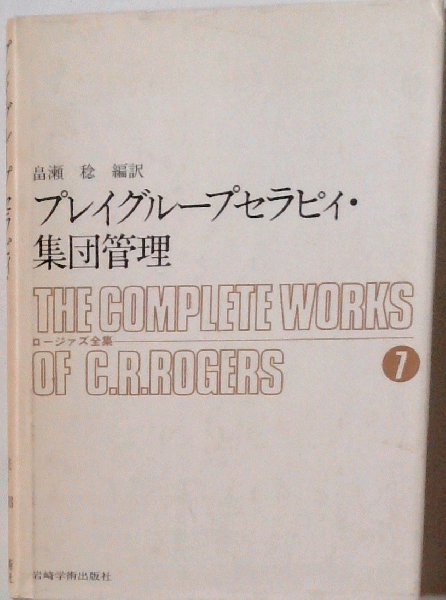 畠瀬 稔 編訳
プレイグループセラピィ・
集団管理
THE COMPLETE WORKS
ロージァズ全集
OF C.R.ROGERS
7
岩崎学術出版社